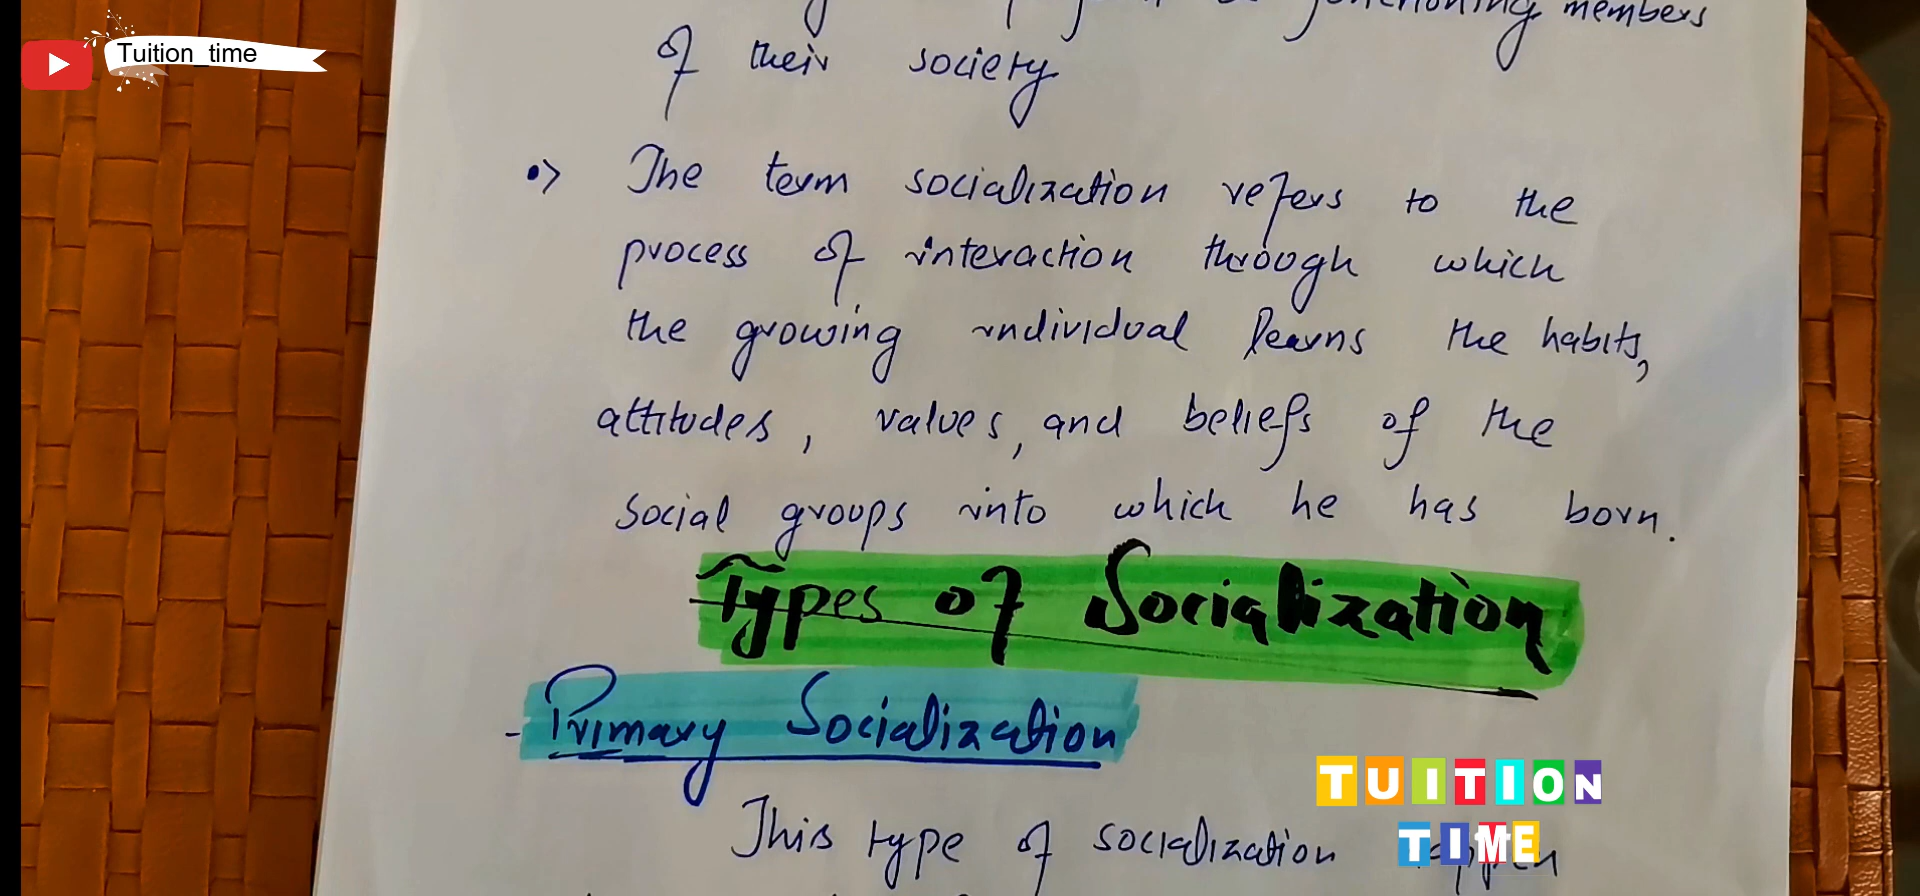 Tuition_time
functioning members
of their society
The term socialization refers to the
process of interaction through which
the growing individual learns the habits,
attitudes, values, and beliefs of the
social groups into which he has born.
Types of Socialization
- Primary Socialization
TUITION
This type of socialization
TIME